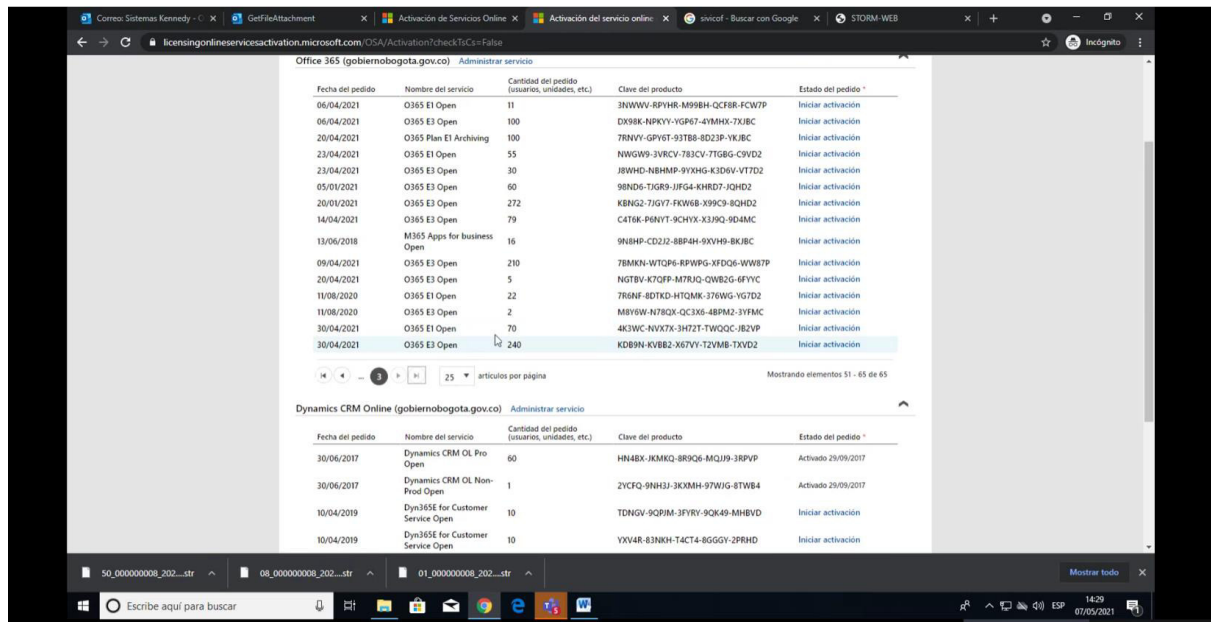 Correo: Sistemas Kennedy - O
GetFileAttachment
Activación de Servicios Online
Activación del servicio online
sivicof - Buscar con Google
STORM-WEB
licensingonlineservicesactivation.microsoft.com/OSA/Activation?checkTsCs=False
Incógnito
Office 365 (gobiernobogota.gov.co) Administrar servicio
Fecha del pedido Nombre del servicio Cantidad del pedido (usuarios, unidades, etc.) Clave del producto Estado del pedido *
06/04/2021 O365 E1 Open 11 3NWWV-RPYHR-M99BH-QCF8R-FCW7P Iniciar activación
06/04/2021 O365 E3 Open 100 DX98K-NPKYY-YGP67-4YMHX-7XJBC Iniciar activación
20/04/2021 O365 Plan E1 Archiving 100 7RNVY-GPY6T-93TB8-8D23P-YKJBC Iniciar activación
23/04/2021 O365 E1 Open 55 NWGW9-3VRCV-783CV-7TGBG-C9VD2 Iniciar activación
23/04/2021 O365 E3 Open 30 J8WHD-NBHMP-9YXHG-K3D6V-VT7D2 Iniciar activación
05/01/2021 O365 E3 Open 60 98ND6-TJGR9-JJFG4-KHRD7-JQHD2 Iniciar activación
20/01/2021 O365 E3 Open 272 KBNG2-7JGY7-FKW6B-X99C9-8QHD2 Iniciar activación
14/04/2021 O365 E3 Open 79 C4T6K-P6NYT-9CHYX-X3J9Q-9D4MC Iniciar activación
13/06/2018 M365 Apps for business Open 16 9N8HP-CD2J2-8BP4H-9XVH9-BKJBC Iniciar activación
09/04/2021 O365 E3 Open 210 7BMKN-WTQP6-RPWPG-XFDQ6-WW87P Iniciar activación
20/04/2021 O365 E3 Open 5 NGTBV-K7QFP-M7RJQ-QWB2G-6FYYC Iniciar activación
11/08/2020 O365 E1 Open 22 7R6NF-8DTKD-HTQMK-376WG-YG7D2 Iniciar activación
11/08/2020 O365 E3 Open 2 M8Y6W-N78QX-QC3X6-4BPM2-3YFMC Iniciar activación
30/04/2021 O365 E1 Open 70 4K3WC-NVX7X-3H72T-TWQQC-JB2VP Iniciar activación
30/04/2021 O365 E3 Open 240 KDB9N-KVBB2-X67VY-T2VMB-TXVD2 Iniciar activación
... 3 25 artículos por página Mostrando elementos 51 - 65 de 65
Dynamics CRM Online (gobiernobogota.gov.co) Administrar servicio
Fecha del pedido Nombre del servicio Cantidad del pedido (usuarios, unidades, etc.) Clave del producto Estado del pedido *
30/06/2017 Dynamics CRM OL Pro Open 60 HN4BX-JKMKQ-8R9Q6-MQJJ9-3RPVP Activado 29/09/2017
30/06/2017 Dynamics CRM OL Non-Prod Open 1 2YCFQ-9NH3J-3KXMH-97WJG-8TWB4 Activado 29/09/2017
10/04/2019 Dyn365E for Customer Service Open 10 TDNGV-9QPJM-3FYRY-9QK49-MHBVD Iniciar activación
10/04/2019 Dyn365E for Customer Service Open 10 YXV4R-83NKH-T4CT4-8GGGY-2PRHD Iniciar activación
50_000000008_202....str
08_000000008_202....str
01_000000008_202....str
Mostrar todo
Escribe aquí para buscar
ESP
14:29
07/05/2021